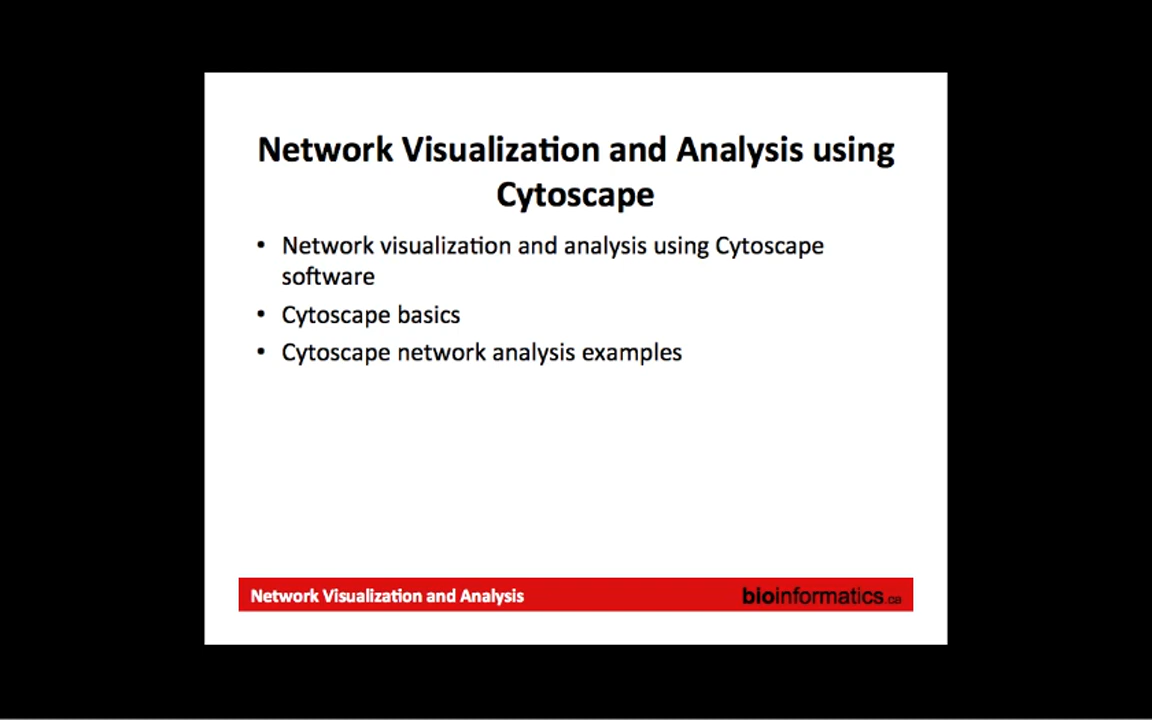 Network Visualization and Analysis using
Cytoscape
• Network visualization and analysis using Cytoscape
software
• Cytoscape basics
• Cytoscape network analysis examples
Network Visualization and Analysis
bioinformatics.ca